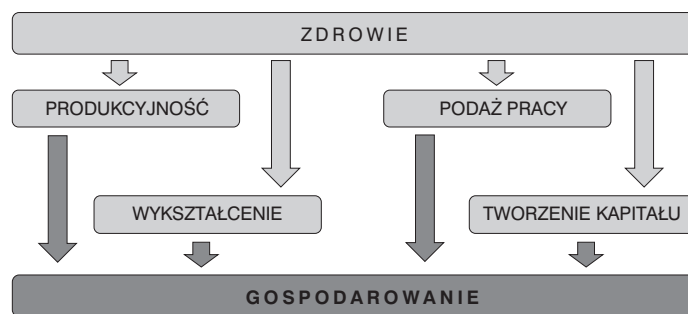 ZDROWIE
PRODUKCYJNOŚĆ
PODAŻ PRACY
WYKSZTAŁCENIE
TWORZENIE KAPITAŁU
GOSPODAROWANIE